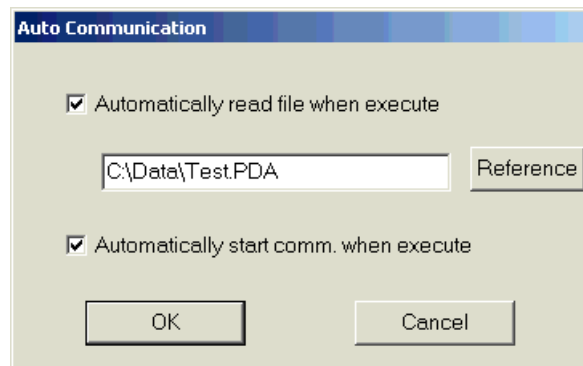 Auto Communication
Automatically read file when execute
C:\Data\Test.PDA Reference
Automatically start comm. when execute
OK Cancel